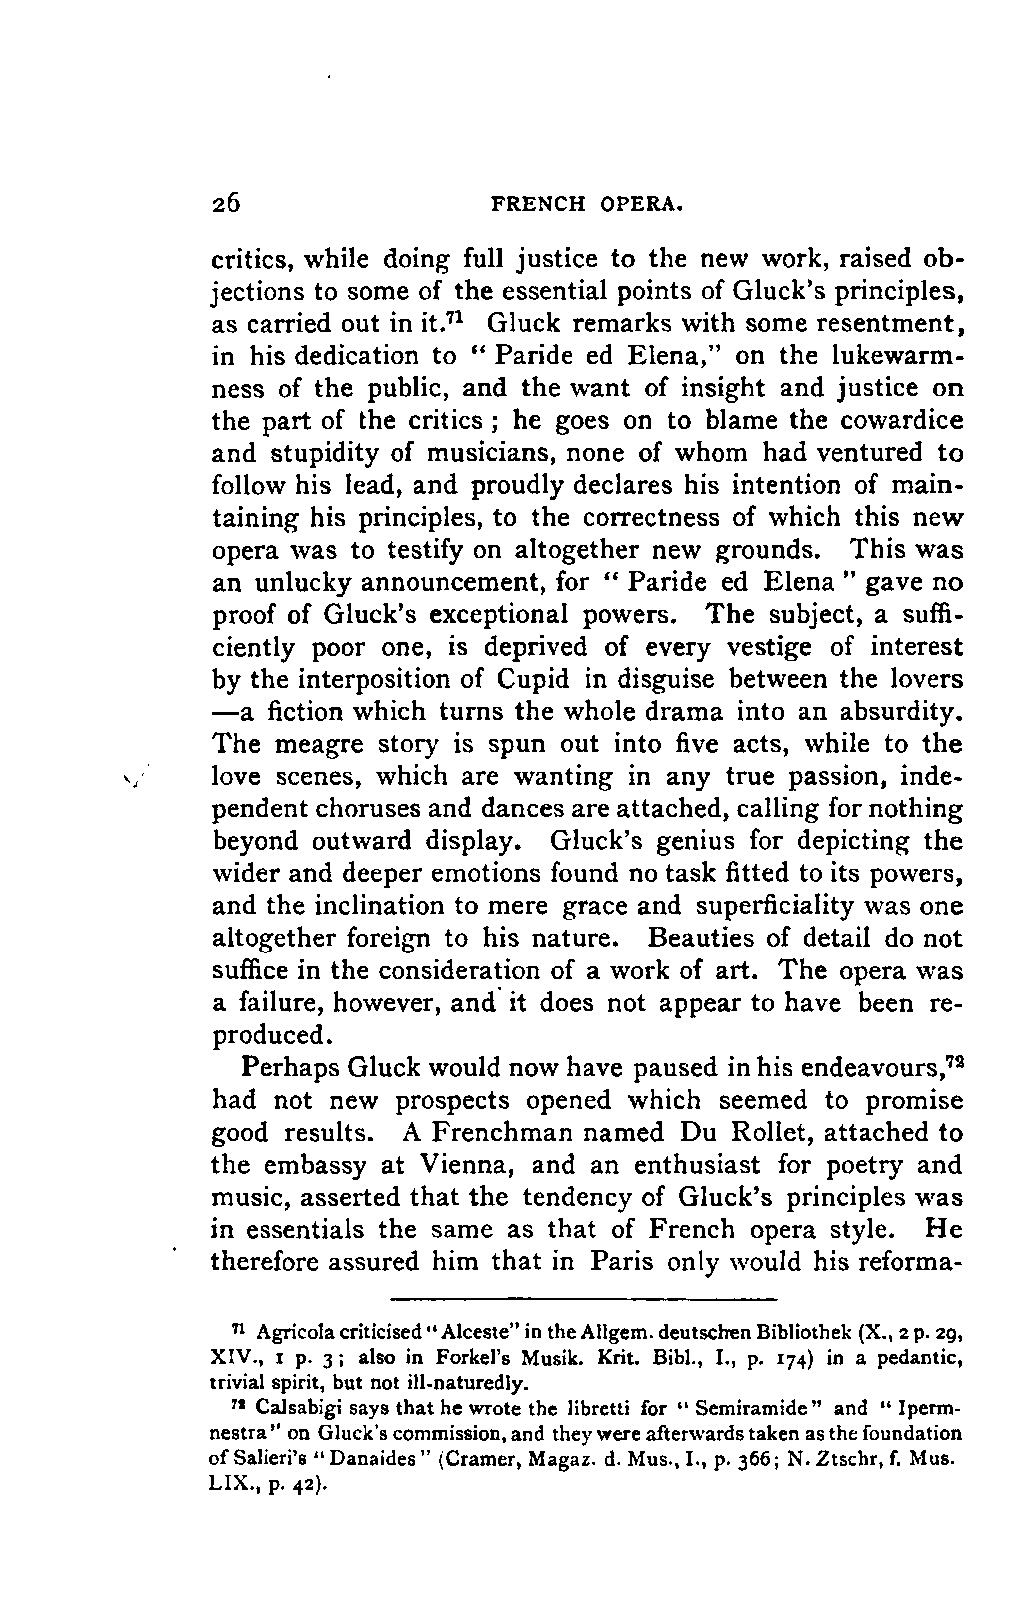 26 FRENCH OPERA.
critics, while doing full justice to the new work, raised ob-
jections to some of the essential points of Gluck's principles,
as carried out in it.⁷¹ Gluck remarks with some resentment,
in his dedication to " Paride ed Elena," on the lukewarm-
ness of the public, and the want of insight and justice on
the part of the critics ; he goes on to blame the cowardice
and stupidity of musicians, none of whom had ventured to
follow his lead, and proudly declares his intention of main-
taining his principles, to the correctness of which this new
opera was to testify on altogether new grounds. This was
an unlucky announcement, for " Paride ed Elena " gave no
proof of Gluck's exceptional powers. The subject, a suffi-
ciently poor one, is deprived of every vestige of interest
by the interposition of Cupid in disguise between the lovers
—a fiction which turns the whole drama into an absurdity.
The meagre story is spun out into five acts, while to the
love scenes, which are wanting in any true passion, inde-
pendent choruses and dances are attached, calling for nothing
beyond outward display. Gluck's genius for depicting the
wider and deeper emotions found no task fitted to its powers,
and the inclination to mere grace and superficiality was one
altogether foreign to his nature. Beauties of detail do not
suffice in the consideration of a work of art. The opera was
a failure, however, and it does not appear to have been re-
produced.
Perhaps Gluck would now have paused in his endeavours,⁷²
had not new prospects opened which seemed to promise
good results. A Frenchman named Du Rollet, attached to
the embassy at Vienna, and an enthusiast for poetry and
music, asserted that the tendency of Gluck's principles was
in essentials the same as that of French opera style. He
therefore assured him that in Paris only would his reforma-
⁷¹ Agricola criticised " Alceste" in the Allgem. deutschen Bibliothek (X., 2 p. 29,
XIV., 1 p. 3 ; also in Forkel's Musik. Krit. Bibl., I., p. 174) in a pedantic,
trivial spirit, but not ill-naturedly.
⁷² Calsabigi says that he wrote the libretti for " Semiramide" and " Iperm-
nestra" on Gluck's commission, and they were afterwards taken as the foundation
of Salieri's " Danaides " (Cramer, Magaz. d. Mus., I., p. 366 ; N. Ztschr, f. Mus.
LIX., p. 42).